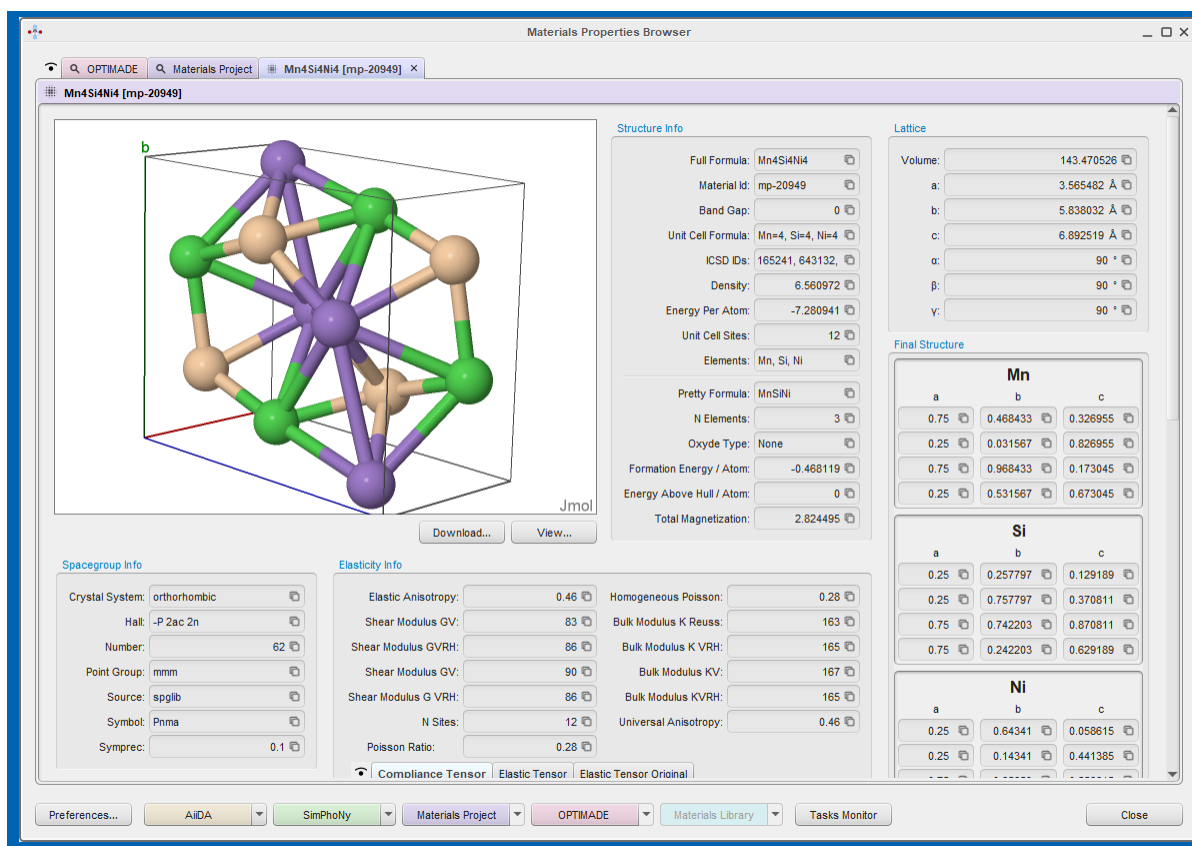 Materials Properties Browser
OPTIMADE
Materials Project
Mn4Si4Ni4 [mp-20949]
Mn4Si4Ni4 [mp-20949]
b
Jmol
Download...
View...
Structure Info
Full Formula: Mn4Si4Ni4
Material Id: mp-20949
Band Gap: 0
Unit Cell Formula: Mn=4, Si=4, Ni=4
ICSD IDs: 165241, 643132,
Density: 6.560972
Energy Per Atom: -7.280941
Unit Cell Sites: 12
Elements: Mn, Si, Ni
Pretty Formula: MnSiNi
N Elements: 3
Oxyde Type: None
Formation Energy / Atom: -0.468119
Energy Above Hull / Atom: 0
Total Magnetization: 2.824495
Lattice
Volume: 143.470526
a: 3.565482 Å
b: 5.838032 Å
c: 6.892519 Å
α: 90 °
β: 90 °
γ: 90 °
Final Structure
Mn
a b c
0.75 0.468433 0.326955
0.25 0.031567 0.826955
0.75 0.968433 0.173045
0.25 0.531567 0.673045
Si
a b c
0.25 0.257797 0.129189
0.25 0.757797 0.370811
0.75 0.742203 0.870811
0.75 0.242203 0.629189
Ni
a b c
0.25 0.64341 0.058615
0.25 0.14341 0.441385
Spacegroup Info
Crystal System: orthorhombic
Hall: -P 2ac 2n
Number: 62
Point Group: mmm
Source: spglib
Symbol: Pnma
Symprec: 0.1
Elasticity Info
Elastic Anisotropy: 0.46
Shear Modulus GV: 83
Shear Modulus GVRH: 86
Shear Modulus GV: 90
Shear Modulus G VRH: 86
N Sites: 12
Poisson Ratio: 0.28
Homogeneous Poisson: 0.28
Bulk Modulus K Reuss: 163
Bulk Modulus K VRH: 165
Bulk Modulus KV: 167
Bulk Modulus KVRH: 165
Universal Anisotropy: 0.46
Compliance Tensor
Elastic Tensor
Elastic Tensor Original
Preferences...
AiiDA
SimPhoNy
Materials Project
OPTIMADE
Materials Library
Tasks Monitor
Close